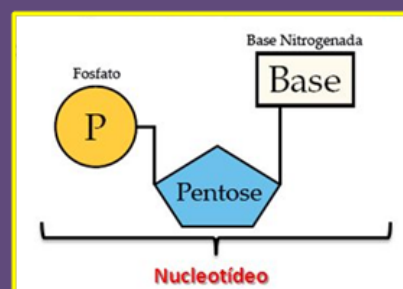 Base Nitrogenada
Fosfato
Base
P
Pentose
Nucleotídeo